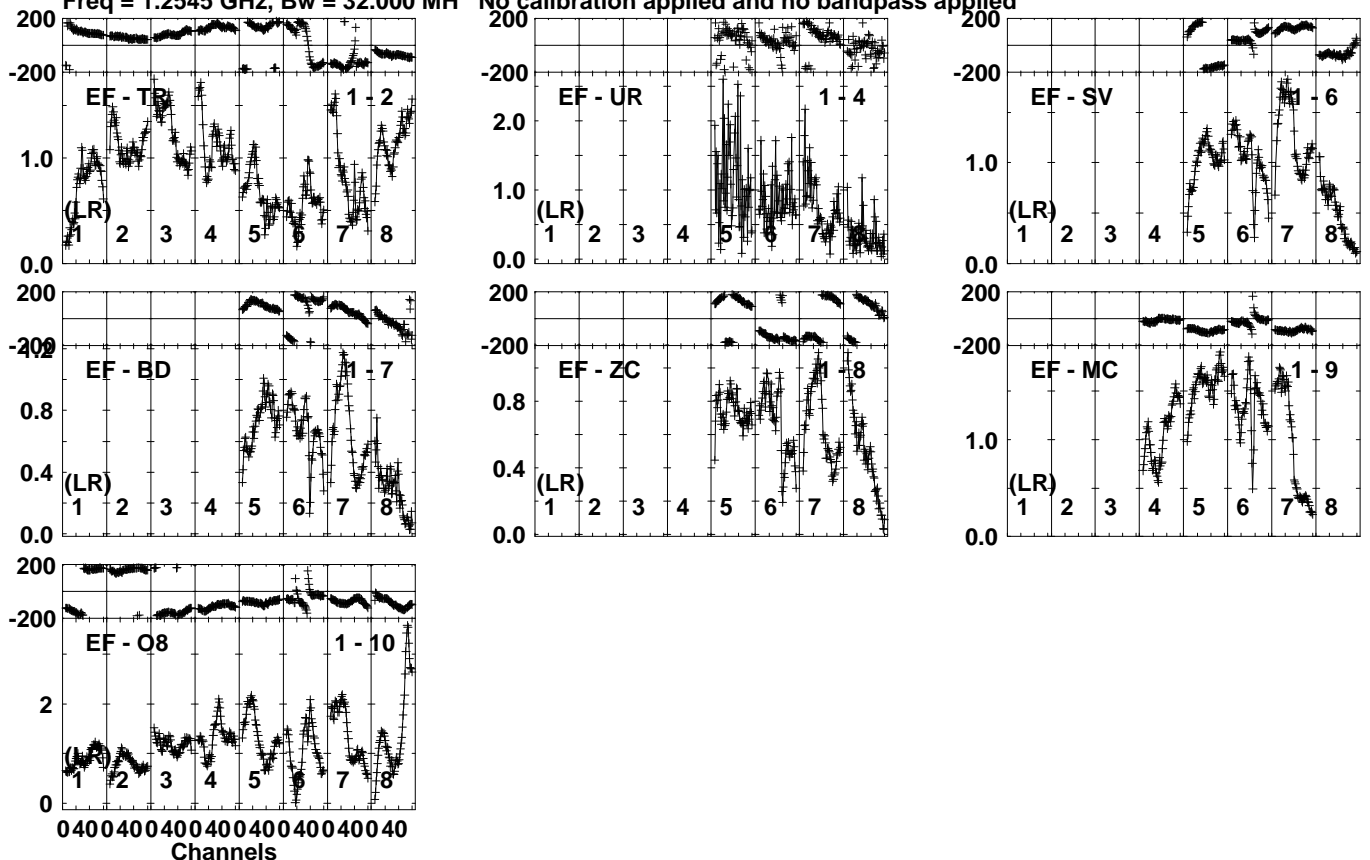 Freq = 1.2545 GHz, Bw = 32.000 MH No calibration applied and no bandpass applied
200
-200
EF - TR
1 - 2
1.0
(LR)
1 2 3 4 5 6 7 8
0.0
200
-200
EF - UR
1 - 4
2.0
1.0
(LR)
1 2 3 4 5 6 7 8
0.0
200
-200
EF - SV
1 - 6
1.0
(LR)
1 2 3 4 5 6 7 8
0.0
200
-200
1.2
EF - BD
1 - 7
0.8
0.4
(LR)
1 2 3 4 5 6 7 8
0.0
200
-200
EF - ZC
1 - 8
0.8
0.4
(LR)
1 2 3 4 5 6 7 8
0.0
200
-200
EF - MC
1 - 9
1.0
(LR)
1 2 3 4 5 6 7 8
0.0
200
-200
EF - O8
1 - 10
2
(LR)
1 2 3 4 5 6 7 8
0
0 40 0 40 0 40 0 40 0 40 0 40 0 40 0 40
Channels